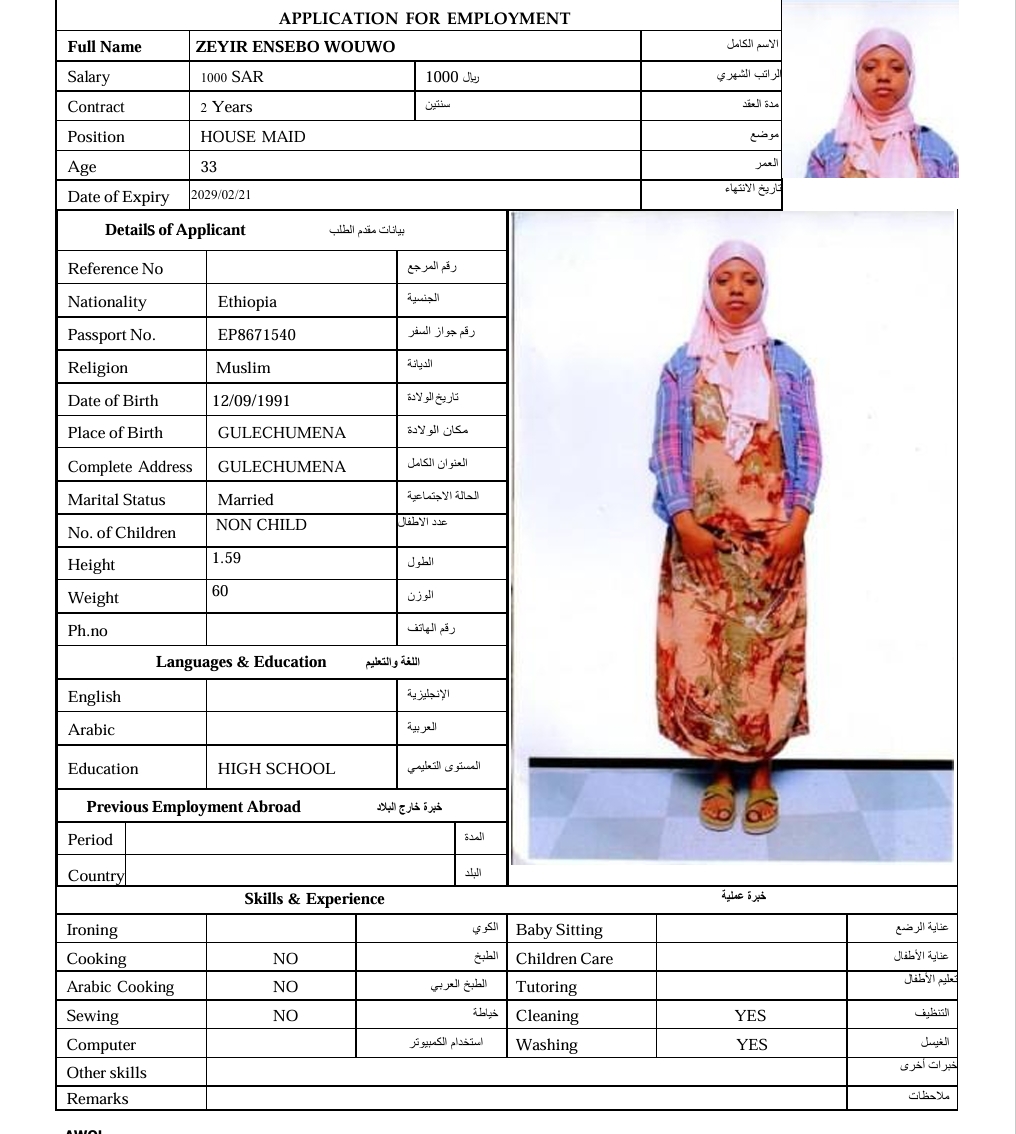 APPLICATION FOR EMPLOYMENT
Full Name ZEYIR ENSEBO WOUWO الاسم الكامل
Salary 1000 SAR 1000 ريال الراتب الشهري
Contract 2 Years سنتين مدة العقد
Position HOUSE MAID موضع
Age 33 العمر
Date of Expiry 2029/02/21 تاريخ الانتهاء
Details of Applicant بيانات مقدم الطلب
Reference No رقم المرجع
Nationality Ethiopia الجنسية
Passport No. EP8671540 رقم جواز السفر
Religion Muslim الديانة
Date of Birth 12/09/1991 تاريخ الولادة
Place of Birth GULECHUMENA مكان الولادة
Complete Address GULECHUMENA العنوان الكامل
Marital Status Married الحالة الاجتماعية
No. of Children NON CHILD عدد الاطفال
Height 1.59 الطول
Weight 60 الوزن
Ph.no رقم الهاتف
Languages & Education اللغة والتعليم
English الإنجليزية
Arabic العربية
Education HIGH SCHOOL المستوى التعليمي
Previous Employment Abroad خبرة خارج البلاد
Period المدة
Country البلد
Skills & Experience خبرة عملية
Ironing الكوي Baby Sitting عناية الرضع
Cooking NO الطبخ Children Care عناية الأطفال
Arabic Cooking NO الطبخ العربي Tutoring تعليم الأطفال
Sewing NO خياطة Cleaning YES التنظيف
Computer استخدام الكمبيوتر Washing YES الغيسل
Other skills خبرات أخرى
Remarks ملاحظات